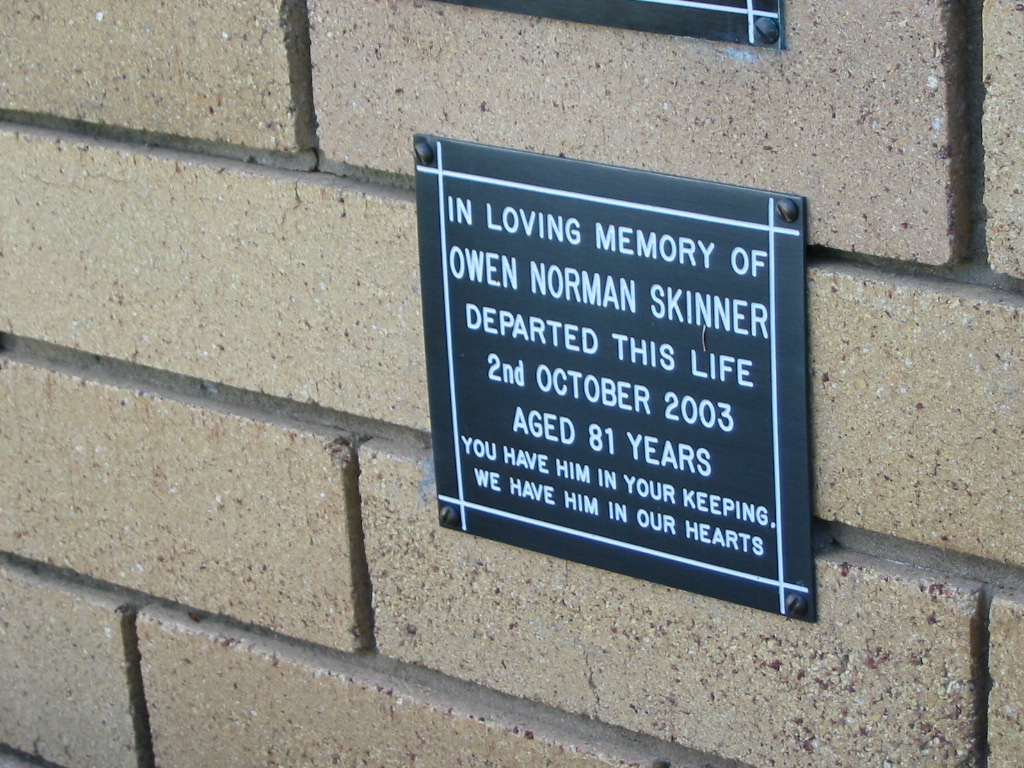 IN LOVING MEMORY OF
OWEN NORMAN SKINNER
DEPARTED THIS LIFE
2nd OCTOBER 2003
AGED 81 YEARS
YOU HAVE HIM IN YOUR KEEPING,
WE HAVE HIM IN OUR HEARTS